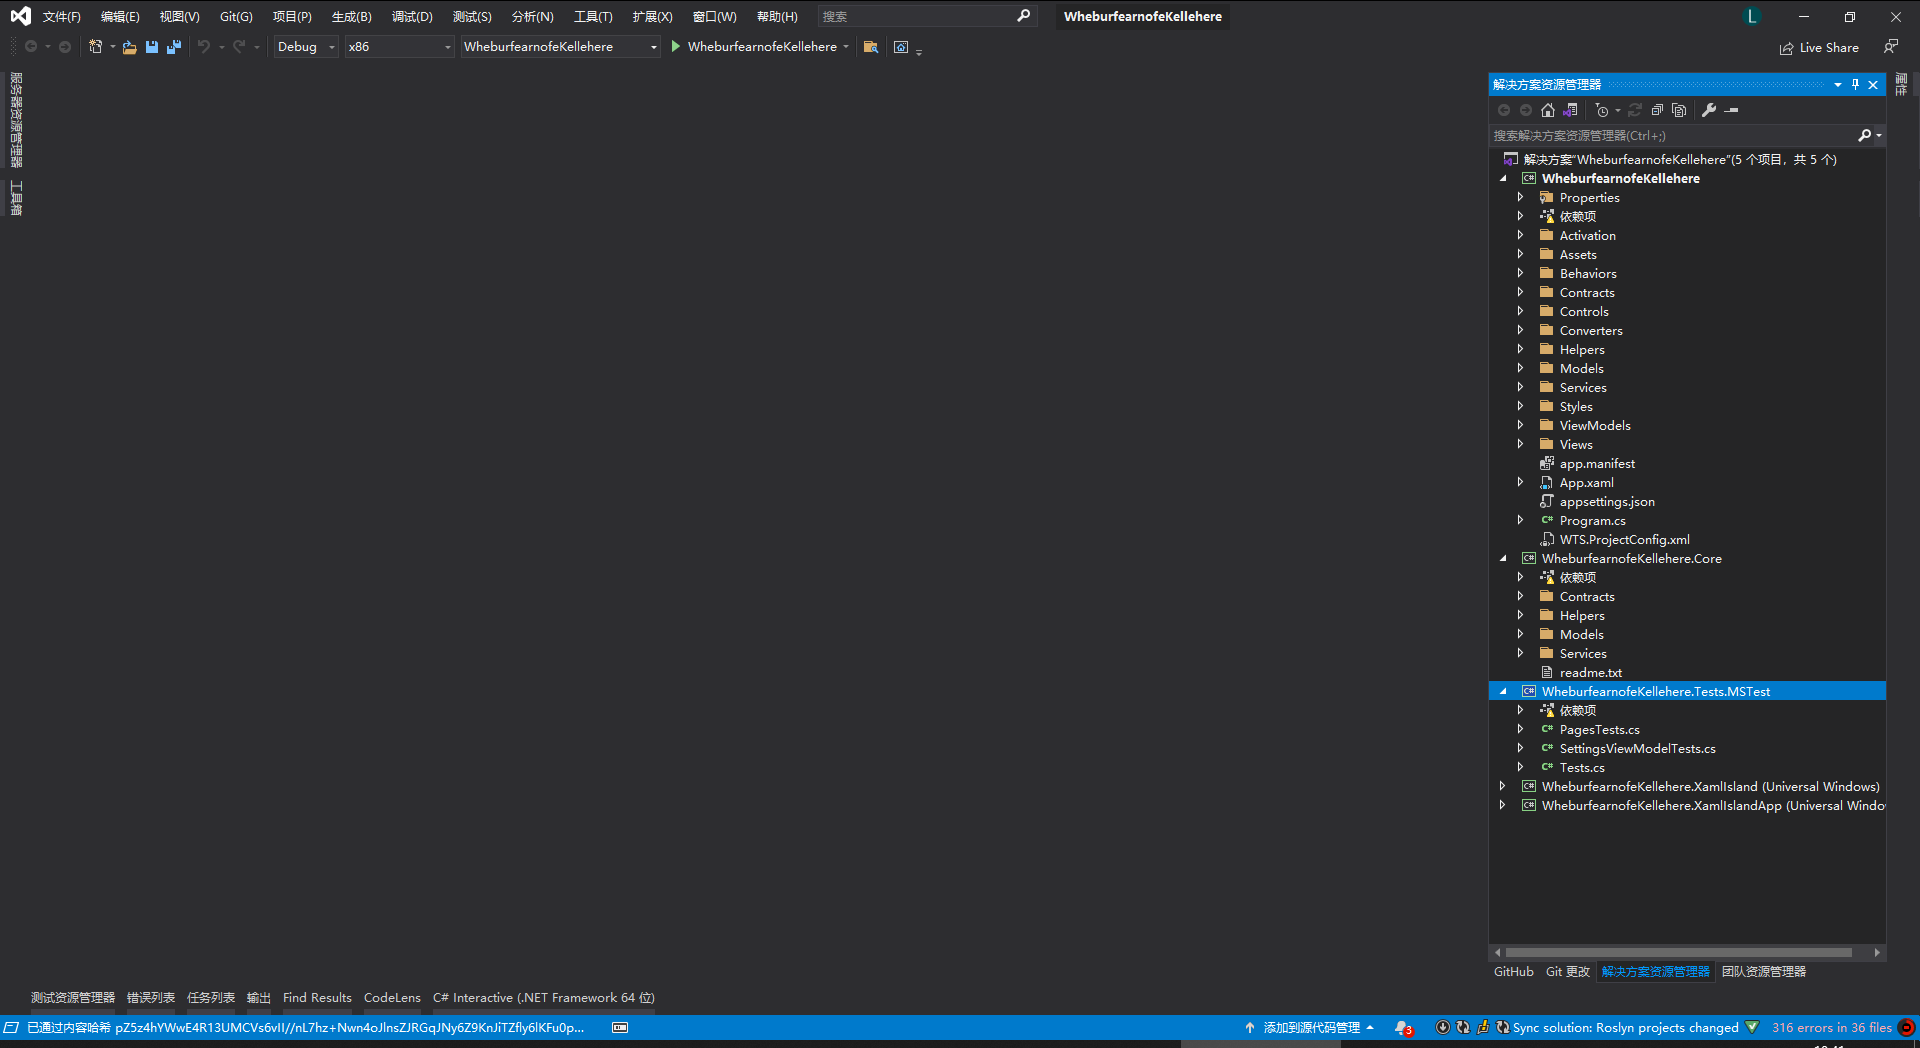 文件(F) 编辑(E) 视图(V) Git(G) 项目(P) 生成(B) 调试(D) 测试(S) 分析(N) 工具(T) 扩展(X) 窗口(W) 帮助(H) 搜索 WheburfearnofeKellehere L
Debug x86 WheburfearnofeKellehere WheburfearnofeKellehere Live Share
服务器资源管理器
工具箱
属性
解决方案资源管理器
搜索解决方案资源管理器(Ctrl+;)
解决方案"WheburfearnofeKellehere"(5 个项目，共 5 个)
WheburfearnofeKellehere
Properties
依赖项
Activation
Assets
Behaviors
Contracts
Controls
Converters
Helpers
Models
Services
Styles
ViewModels
Views
app.manifest
App.xaml
appsettings.json
Program.cs
WTS.ProjectConfig.xml
WheburfearnofeKellehere.Core
依赖项
Contracts
Helpers
Models
Services
readme.txt
WheburfearnofeKellehere.Tests.MSTest
依赖项
PagesTests.cs
SettingsViewModelTests.cs
Tests.cs
WheburfearnofeKellehere.XamlIsland (Universal Windows)
WheburfearnofeKellehere.XamlIslandApp (Universal Windo
GitHub Git 更改 解决方案资源管理器 团队资源管理器
测试资源管理器 错误列表 任务列表 输出 Find Results CodeLens C# Interactive (.NET Framework 64 位)
已通过内容哈希 pZ5z4hYWwE4R13UMCVs6vII//nL7hz+Nwn4oJlnsZJRGqJNy6Z9KnJiTZfly6lKFu0p... 添加到源代码管理 3 Sync solution: Roslyn projects changed 316 errors in 36 files